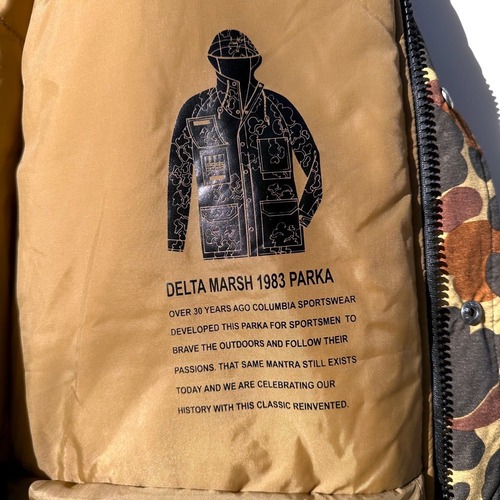 DELTA MARSH 1983 PARKA
OVER 30 YEARS AGO COLUMBIA SPORTSWEAR
DEVELOPED THIS PARKA FOR SPORTSMEN TO
BRAVE THE OUTDOORS AND FOLLOW THEIR
PASSIONS. THAT SAME MANTRA STILL EXISTS
TODAY AND WE ARE CELEBRATING OUR
HISTORY WITH THIS CLASSIC REINVENTED.